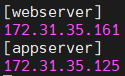 [webserver]
172.31.35.161
[appserver]
172.31.35.125